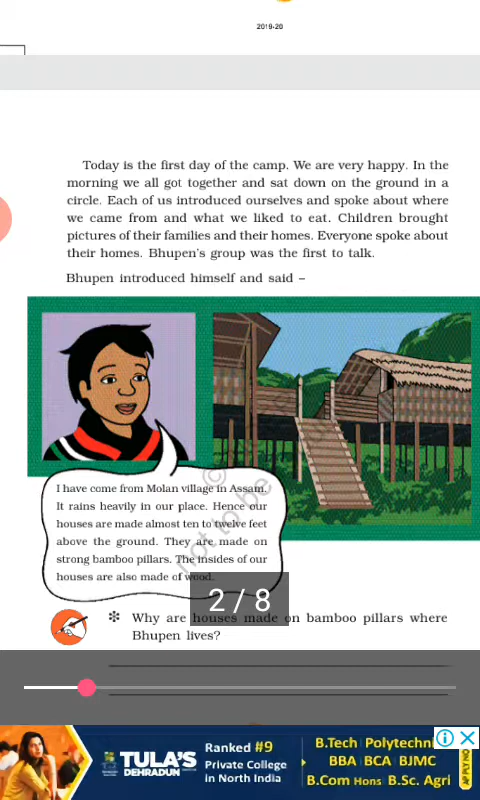 2019-20
Today is the first day of the camp. We are very happy. In the
morning we all got together and sat down on the ground in a
circle. Each of us introduced ourselves and spoke about where
we came from and what we liked to eat. Children brought
pictures of their families and their homes. Everyone spoke about
their homes. Bhupen's group was the first to talk.
Bhupen introduced himself and said –
I have come from Molan village in Assam.
It rains heavily in our place. Hence our
houses are made almost ten to twelve feet
above the ground. They are made on
strong bamboo pillars. The insides of our
houses are also made of wood.
©
not to be
2 / 8
* Why are houses made on bamboo pillars where
Bhupen lives?
TULA'S
DEHRADUN
Ranked #9
Private College
in North India
B.Tech Polytechni
BBA BCA BJMC
B.Com Hons B.Sc. Agri
APPLY NO